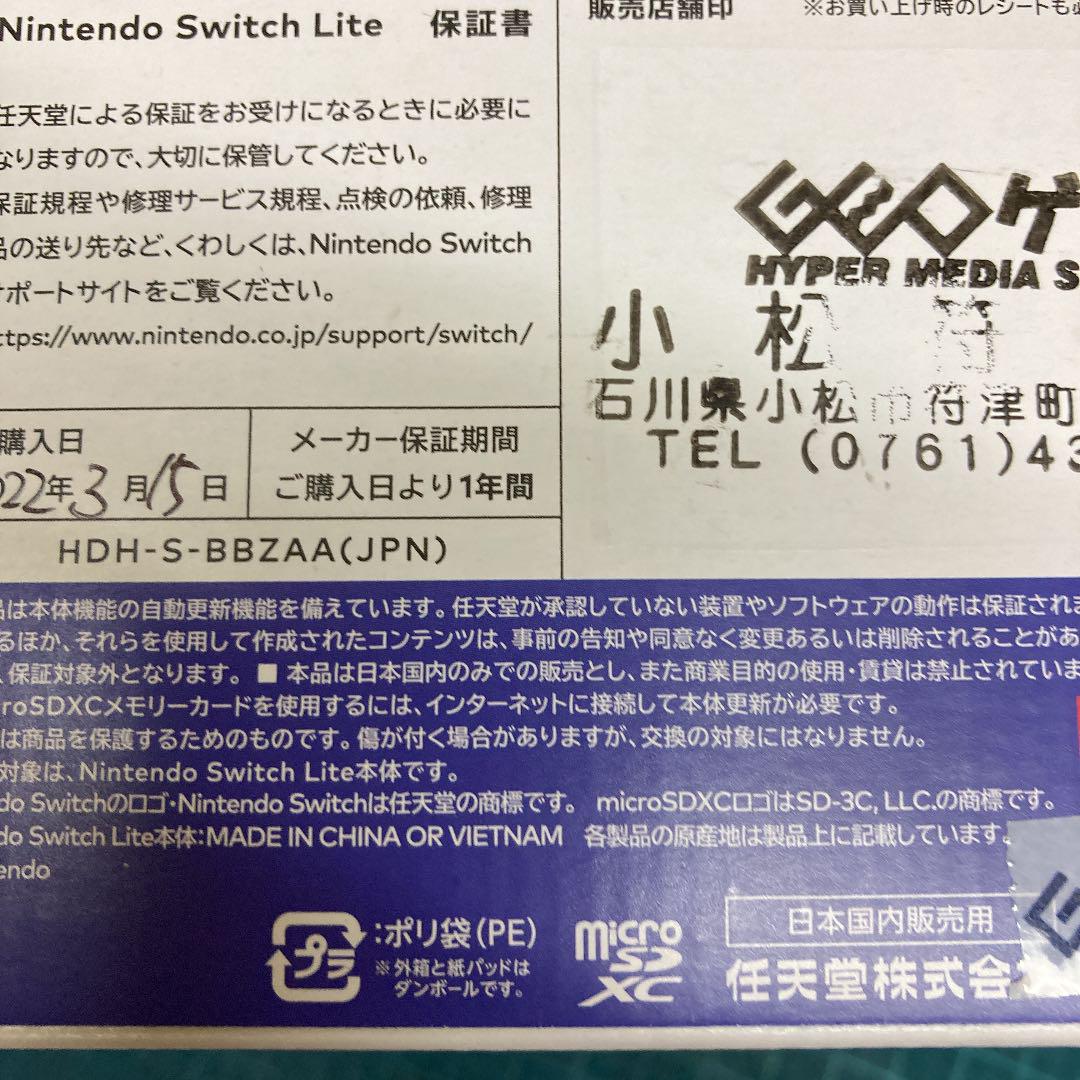 Nintendo Switch Lite 保証書
任天堂による保証をお受けになるときに必要に
なりますので、大切に保管してください。
保証規程や修理サービス規程、点検の依頼、修理
品の送り先など、くわしくは、Nintendo Switch
サポートサイトをご覧ください。
ttps://www.nintendo.co.jp/support/switch/
購入日
2022年3月15日
メーカー保証期間
ご購入日より1年間
HDH-S-BBZAA(JPN)
販売店舗印
※お買い上げ時のレシートも必
GEOゲ
HYPER MEDIA S
小松 符
石川県小松市符津町
TEL (0761)43
品は本体機能の自動更新機能を備えています。任天堂が承認していない装置やソフトウェアの動作は保証されま
るほか、それらを使用して作成されたコンテンツは、事前の告知や同意なく変更あるいは削除されることがあ
、保証対象外となります。 ■ 本品は日本国内のみでの販売とし、また商業目的の使用・賃貸は禁止されていま
roSDXCメモリーカードを使用するには、インターネットに接続して本体更新が必要です。
は商品を保護するためのものです。傷が付く場合がありますが、交換の対象にはなりません。
対象は、Nintendo Switch Lite本体です。
do Switchのロゴ・Nintendo Switchは任天堂の商標です。 microSDXCロゴはSD-3C, LLC.の商標です。
do Switch Lite本体:MADE IN CHINA OR VIETNAM 各製品の原産地は製品上に記載しています。
endo
プラ:ポリ袋(PE)
※外箱と紙パッドは
ダンボールです。
micro
SD
XC
日本国内販売用
任天堂株式会